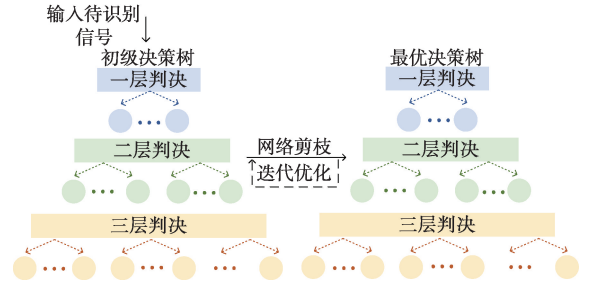 输入待识别
信号
初级决策树
一层判决
二层判决
三层判决
网络剪枝
迭代优化
最优决策树
一层判决
二层判决
三层判决